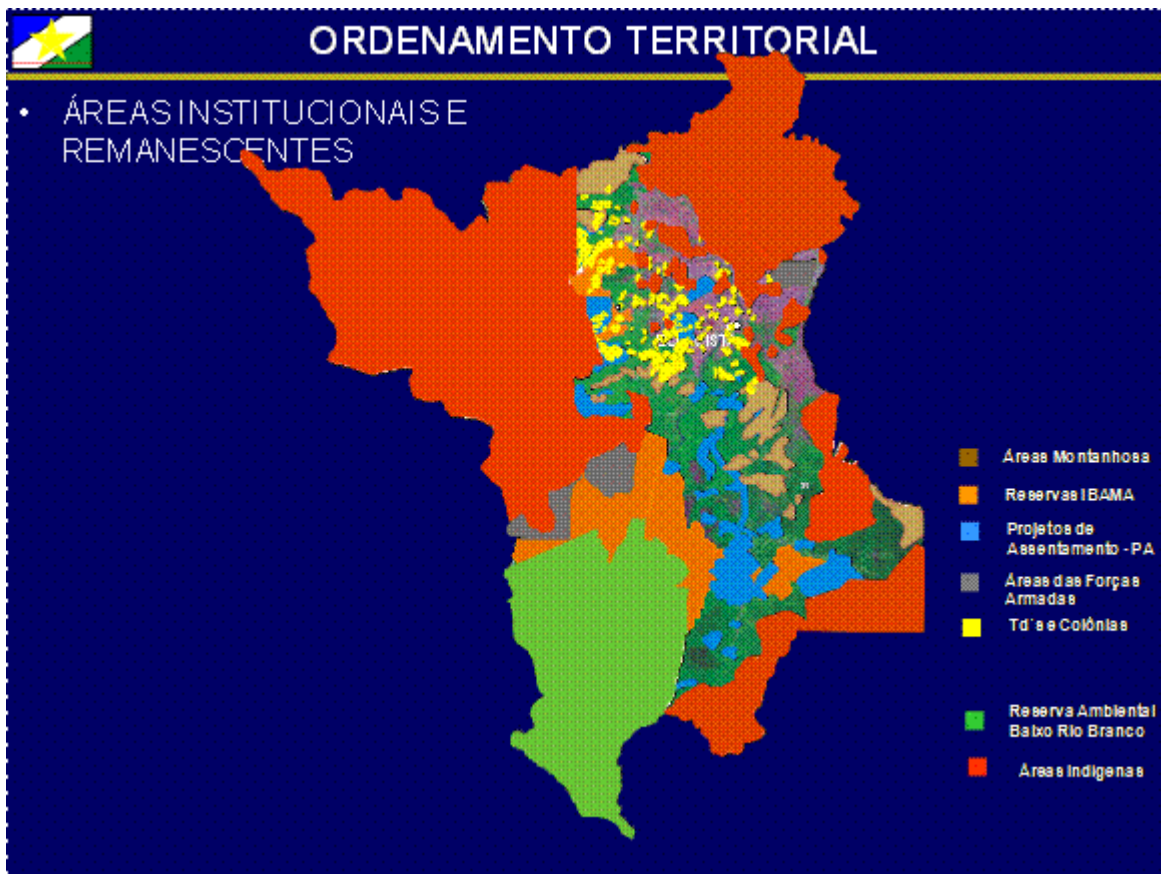 ORDENAMENTO TERRITORIAL
• ÁREAS INSTITUCIONAIS E
REMANESCENTES
Áreas Montanhosa
Reservas IBAMA
Projetos de
Assentamento - PA
Áreas das Forças
Armadas
Td´s e Colônias
Reserva Ambiental
Baixo Rio Branco
Áreas Indigenas